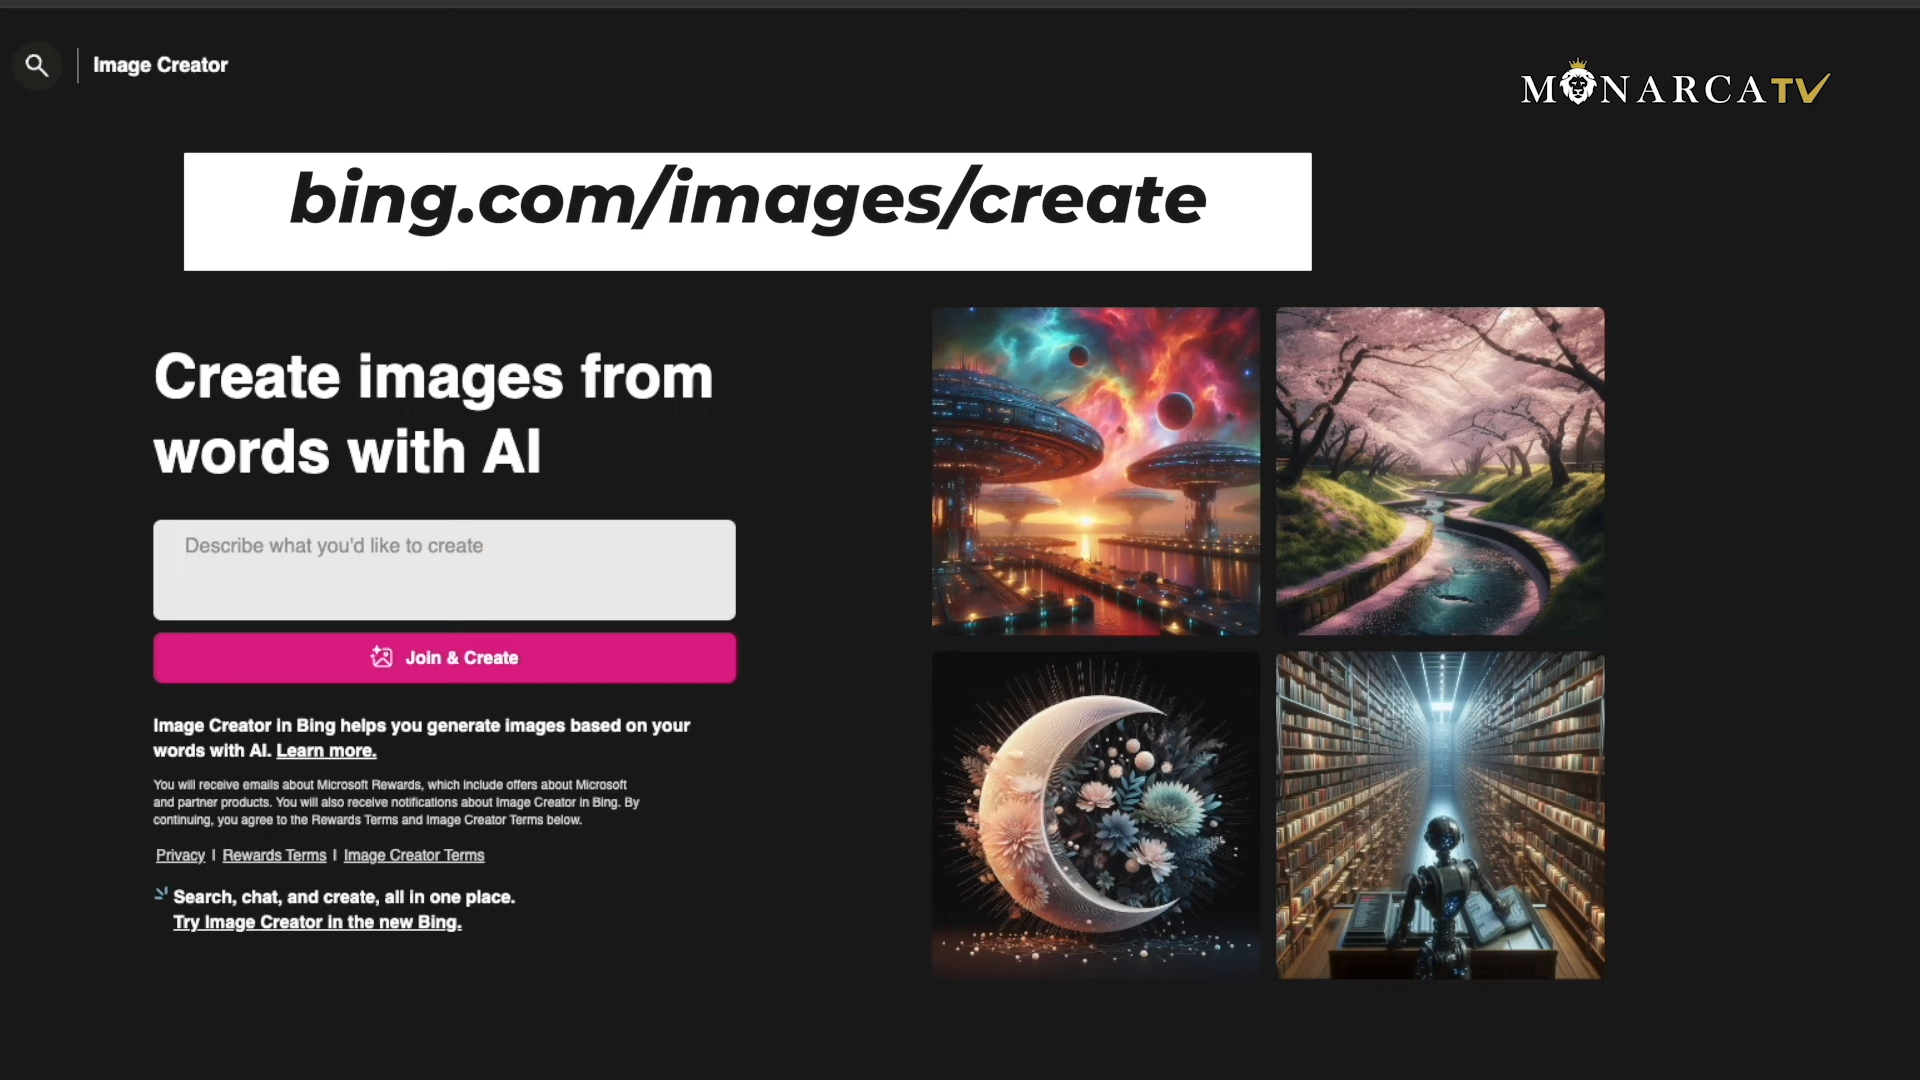 Image Creator
MONARCATV
bing.com/images/create
Create images from
words with AI
Describe what you'd like to create
Join & Create
Image Creator in Bing helps you generate images based on your
words with AI. Learn more.
You will receive emails about Microsoft Rewards, which include offers about Microsoft
and partner products. You will also receive notifications about Image Creator in Bing. By
continuing, you agree to the Rewards Terms and Image Creator Terms below.
Privacy | Rewards Terms | Image Creator Terms
Search, chat, and create, all in one place.
Try Image Creator in the new Bing.